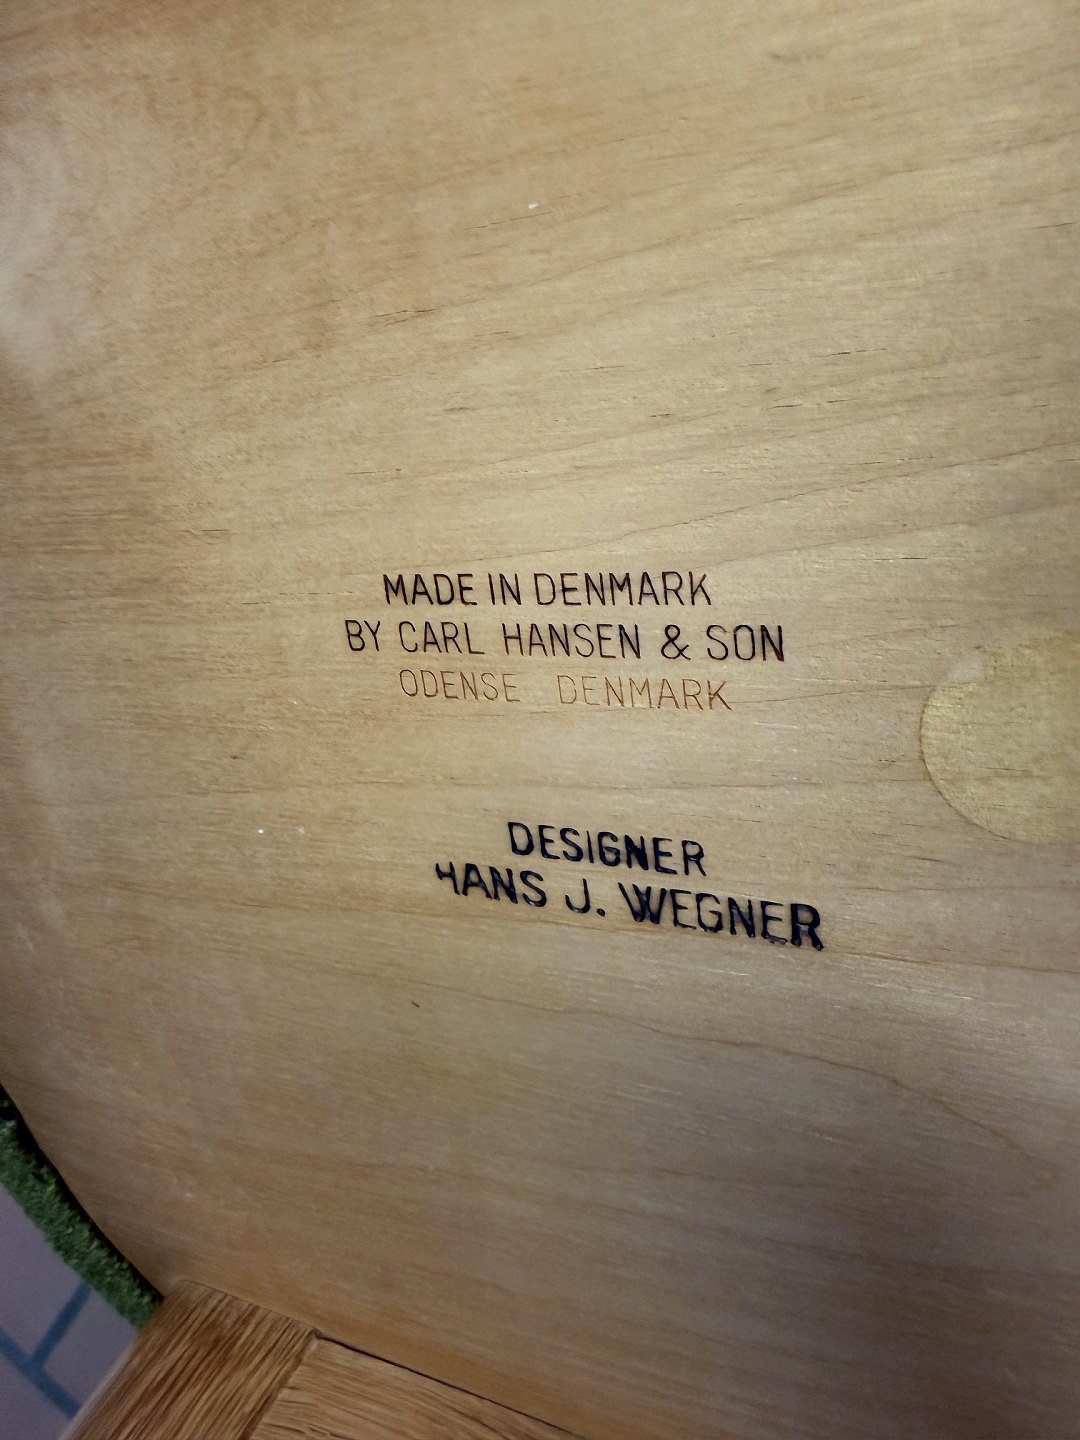 MADE IN DENMARK
BY CARL HANSEN & SON
ODENSE DENMARK
DESIGNER
HANS J. WEGNER